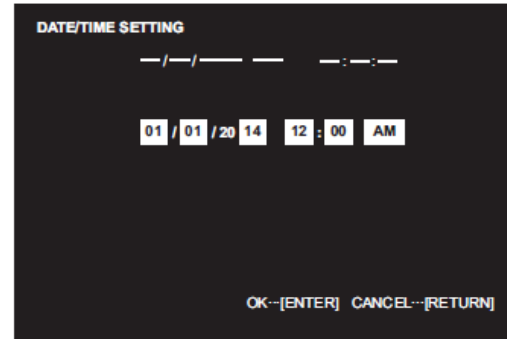 DATE/TIME SETTING
—/—/—— —— —:—:—
01 / 01 / 20 14 12 : 00 AM
OK···[ENTER] CANCEL···[RETURN]